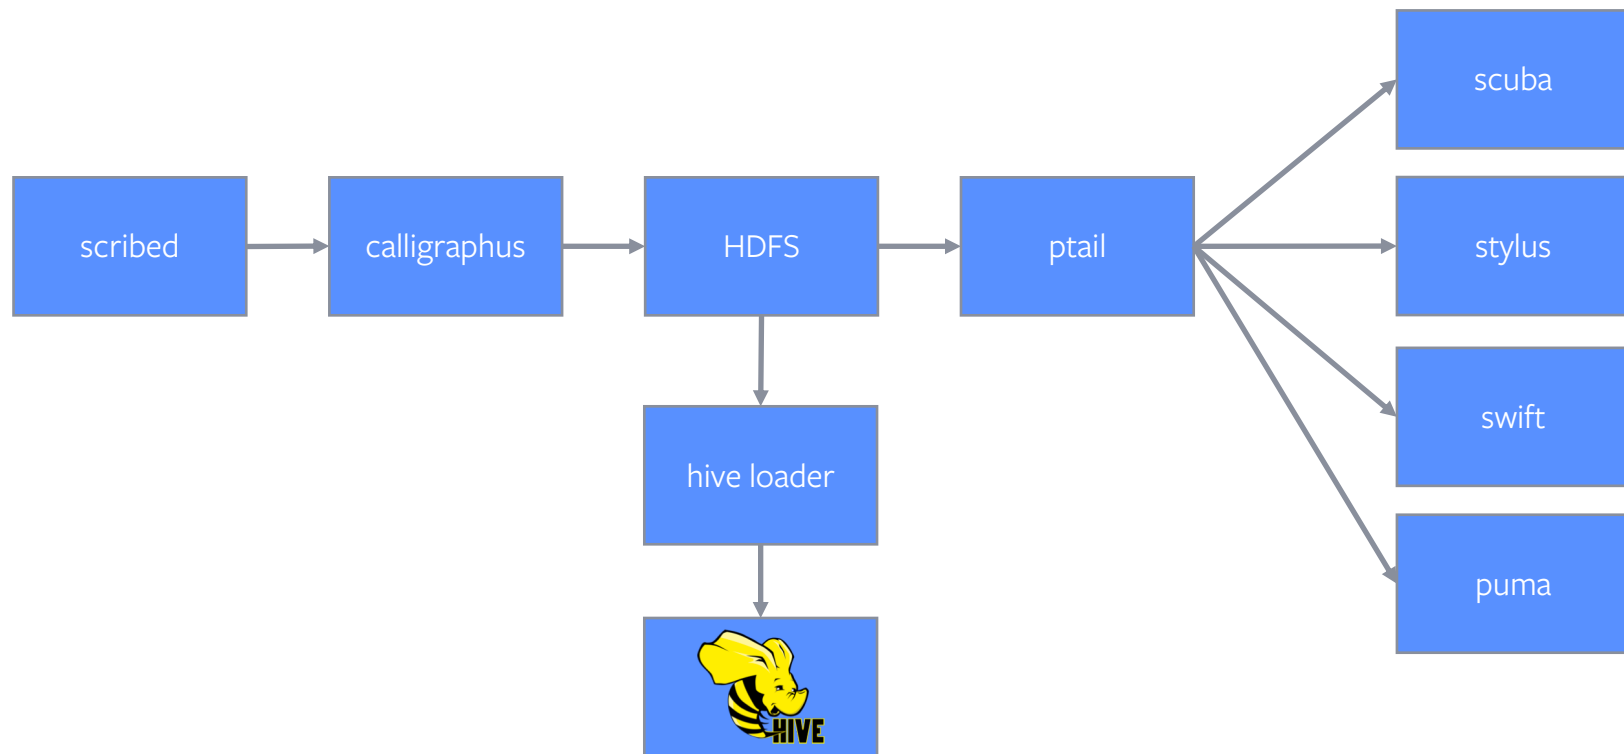 scuba
scribed
calligraphus
HDFS
ptail
stylus
swift
hive loader
puma
HIVE